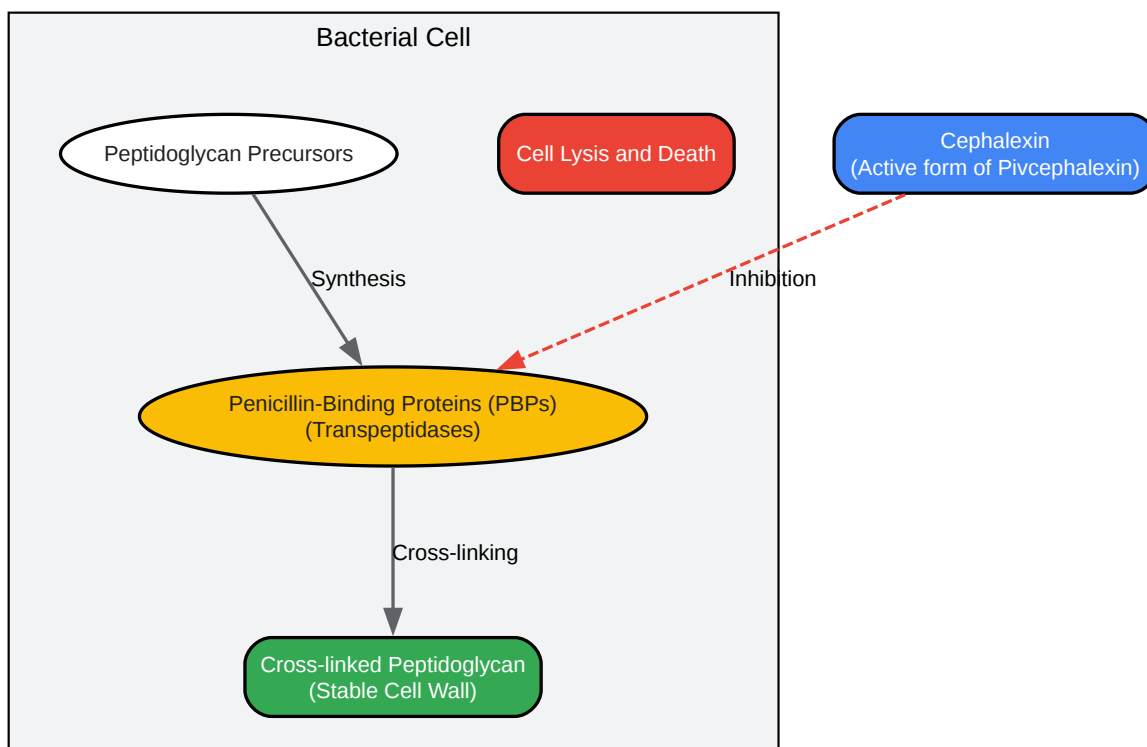 Bacterial Cell
Peptidoglycan Precursors
Cell Lysis and Death
Cephalexin
(Active form of Pivcephalexin)
Synthesis
Inhibition
Penicillin-Binding Proteins (PBPs)
(Transpeptidases)
Cross-linking
Cross-linked Peptidoglycan
(Stable Cell Wall)